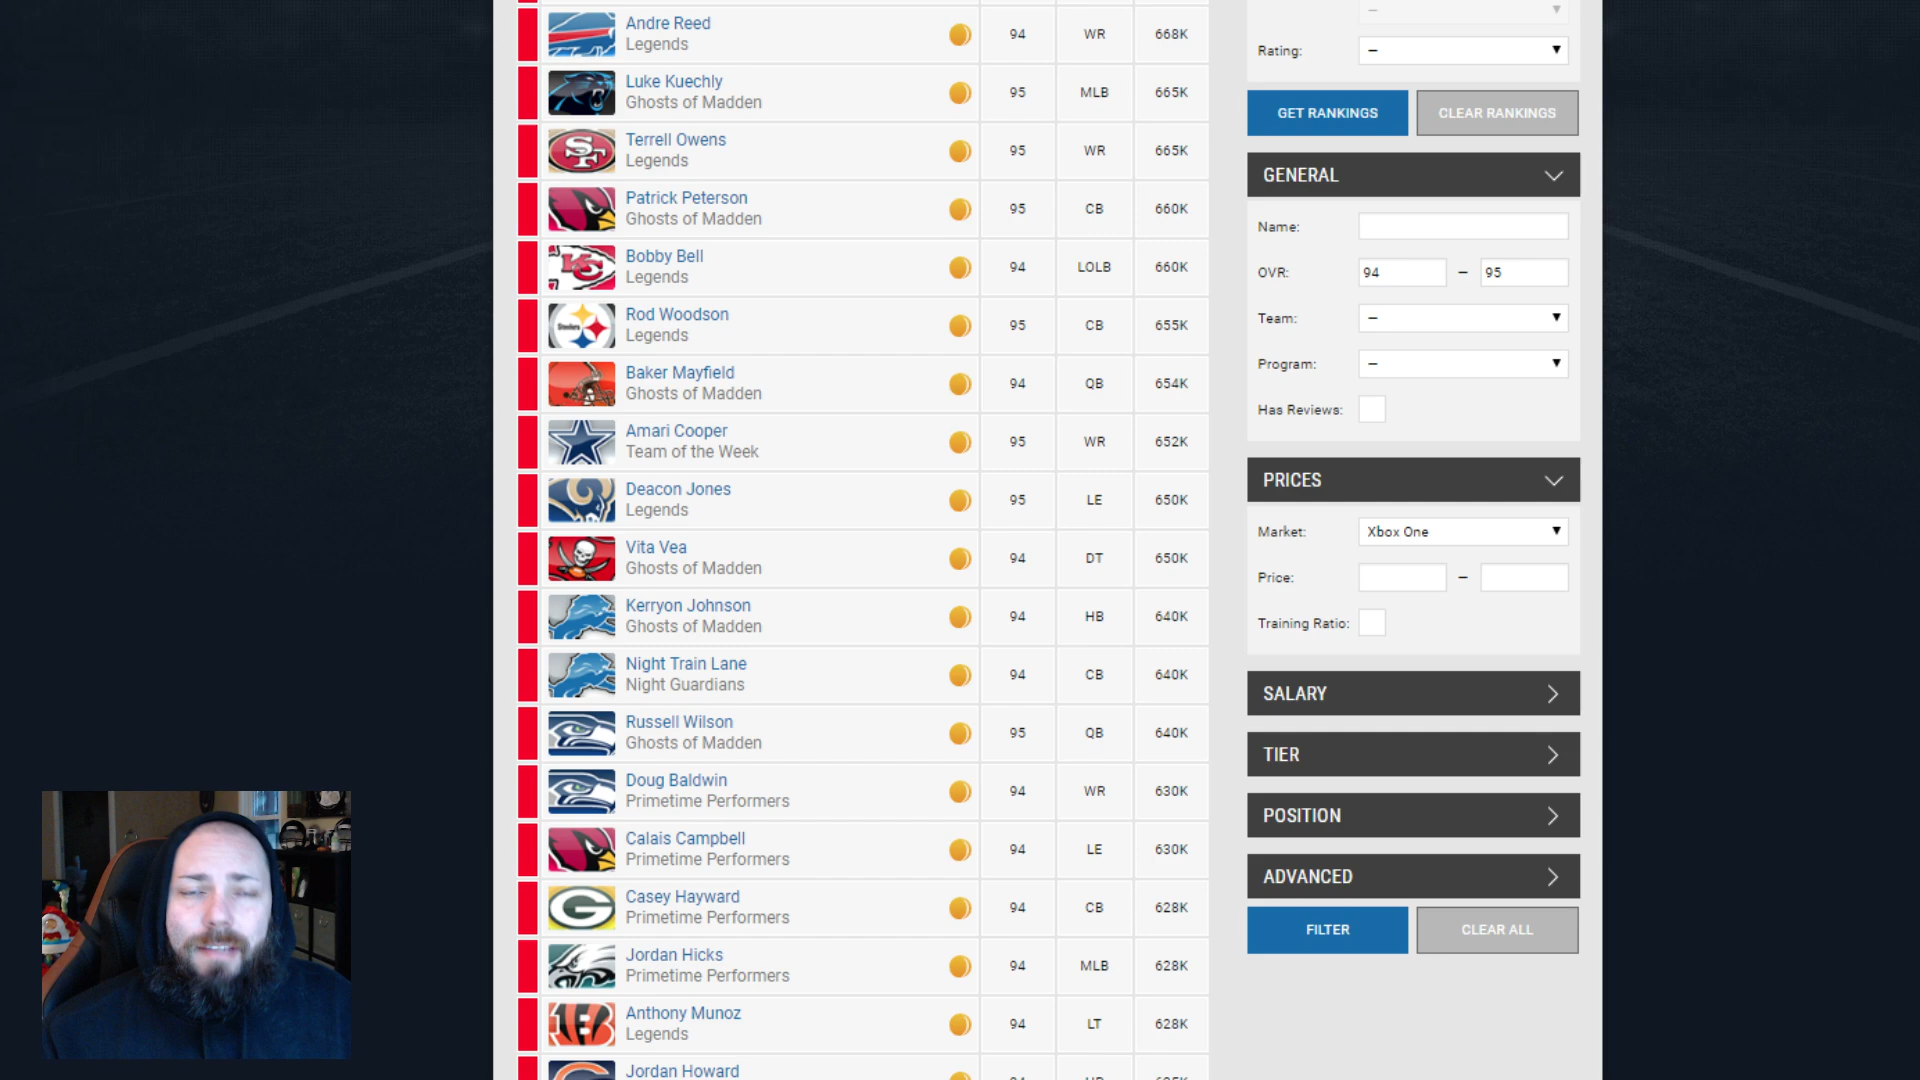 Andre Reed
Legends
94
WR
668K
Luke Kuechly
Ghosts of Madden
95
MLB
665K
Terrell Owens
Legends
95
WR
665K
Patrick Peterson
Ghosts of Madden
95
CB
660K
Bobby Bell
Legends
94
LOLB
660K
Rod Woodson
Legends
95
CB
655K
Baker Mayfield
Ghosts of Madden
94
QB
654K
Amari Cooper
Team of the Week
95
WR
652K
Deacon Jones
Legends
95
LE
650K
Vita Vea
Ghosts of Madden
94
DT
650K
Kerryon Johnson
Ghosts of Madden
94
HB
640K
Night Train Lane
Night Guardians
94
CB
640K
Russell Wilson
Ghosts of Madden
95
QB
640K
Doug Baldwin
Primetime Performers
94
WR
630K
Calais Campbell
Primetime Performers
94
LE
630K
Casey Hayward
Primetime Performers
94
CB
628K
Jordan Hicks
Primetime Performers
94
MLB
628K
Anthony Munoz
Legends
94
LT
628K
Jordan Howard
–
Rating: –
GET RANKINGS
CLEAR RANKINGS
GENERAL
Name:
OVR: 94 – 95
Team: –
Program: –
Has Reviews:
PRICES
Market: Xbox One
Price: –
Training Ratio:
SALARY
TIER
POSITION
ADVANCED
FILTER
CLEAR ALL